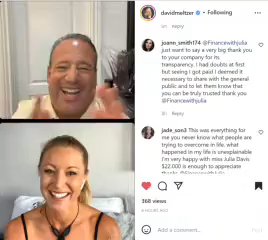 davidmeltzer • Following
Reply
joann_smith174 @Financewithjulia
just want to say a very big thank you
to your company for its
transparency, I had doubts at first
but seeing I got paid I deemed it
necessary to share with the general
public and to let them know that
you can be truly trusted thank you
@Financewithjulia
Reply
jade_son3 This was everything for
me you never know what people are
trying to overcome in life. what
happened in my life is unexplainable
I'm very happy with miss Julia Davis
$22.000 is enough to appreciate
368 views
Add a comment...